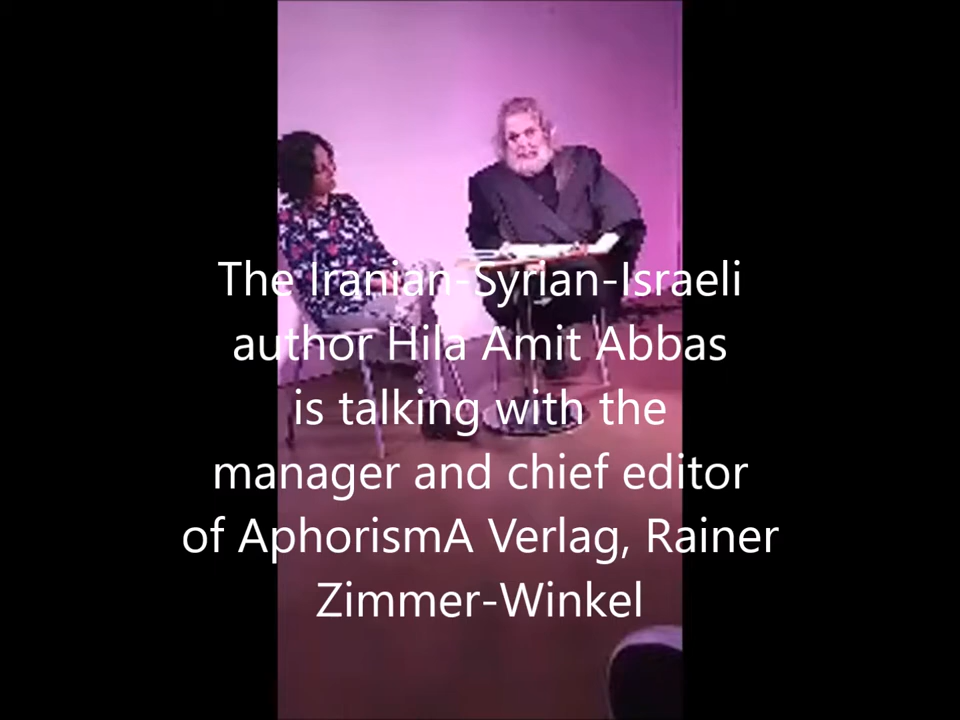 The Iranian-Syrian-Israeli
author Hila Amit Abbas
is talking with the
manager and chief editor
of AphorismA Verlag, Rainer
Zimmer-Winkel